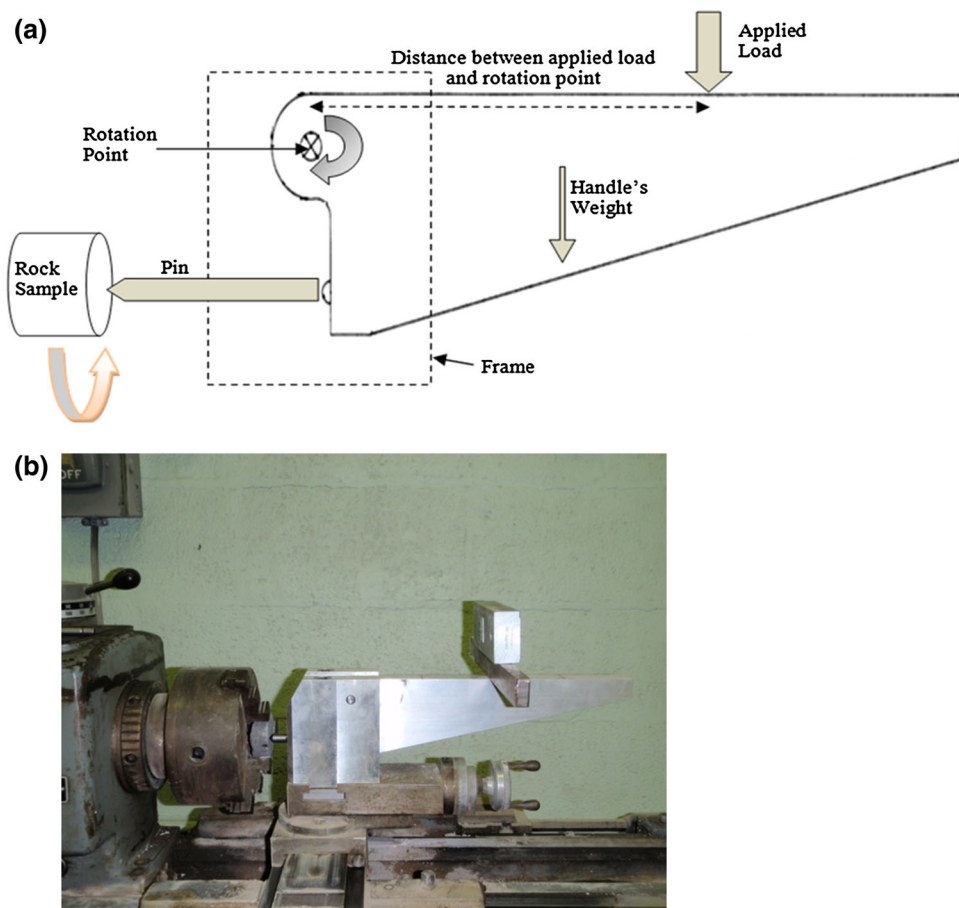 (a)
Applied
Load
Distance between applied load
and rotation point
Rotation
Point
Handle's
Weight
Rock
Sample
Pin
Frame
(b)
OFF